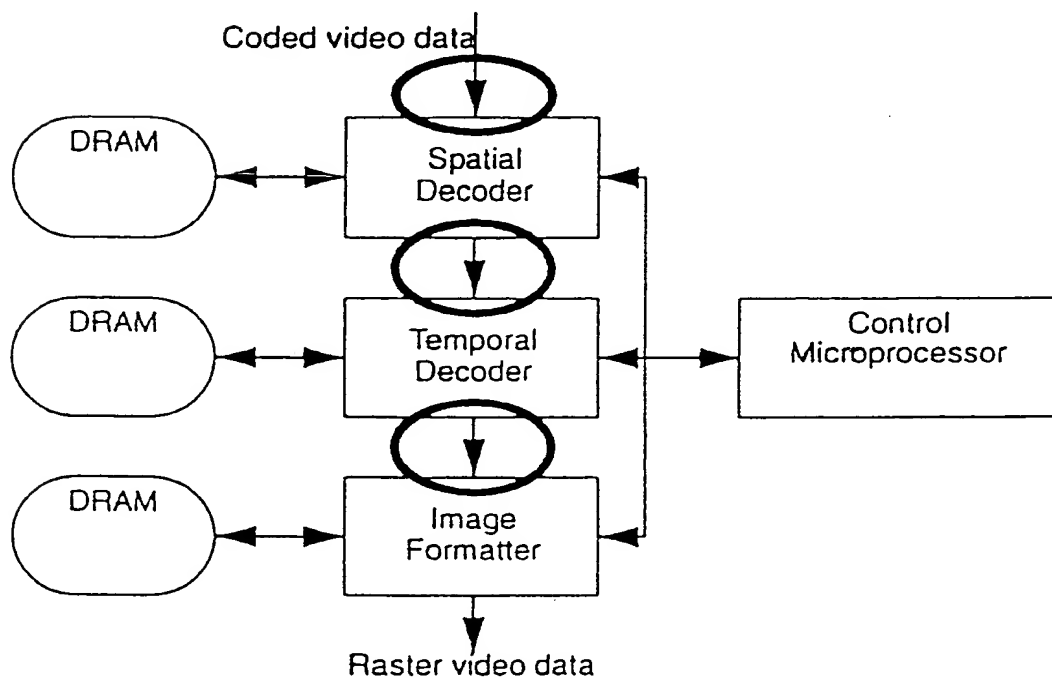 Coded video data
DRAM
Spatial
Decoder
DRAM
Temporal
Decoder
Control
Microprocessor
DRAM
Image
Formatter
Raster video data